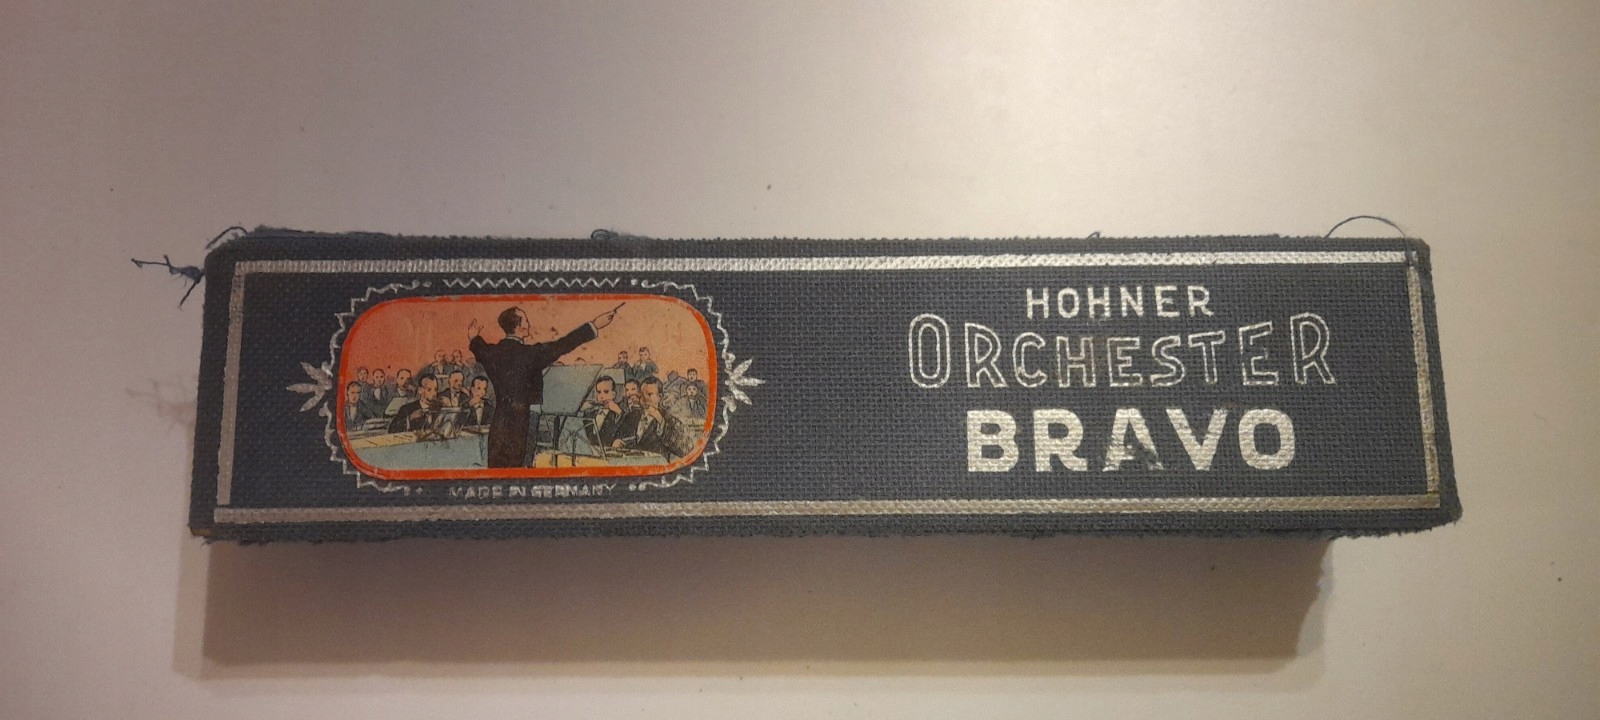 HOHNER
ORCHESTER
BRAVO
MADE IN GERMANY